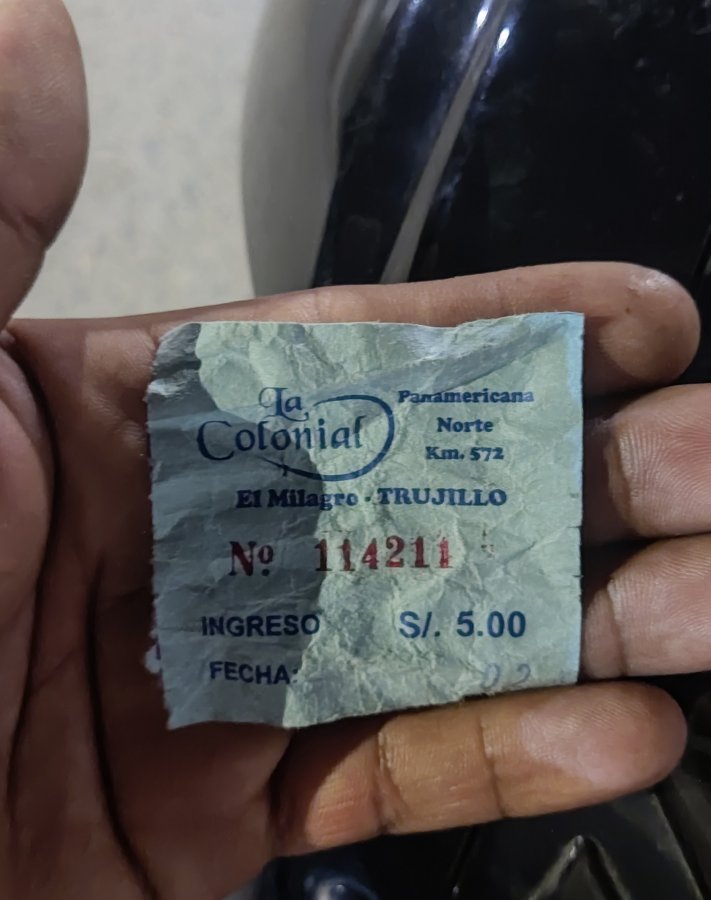 La
Colonial
Panamericana
Norte
Km. 572
El Milagro - TRUJILLO
Nº 114211
INGRESO S/. 5.00
FECHA: